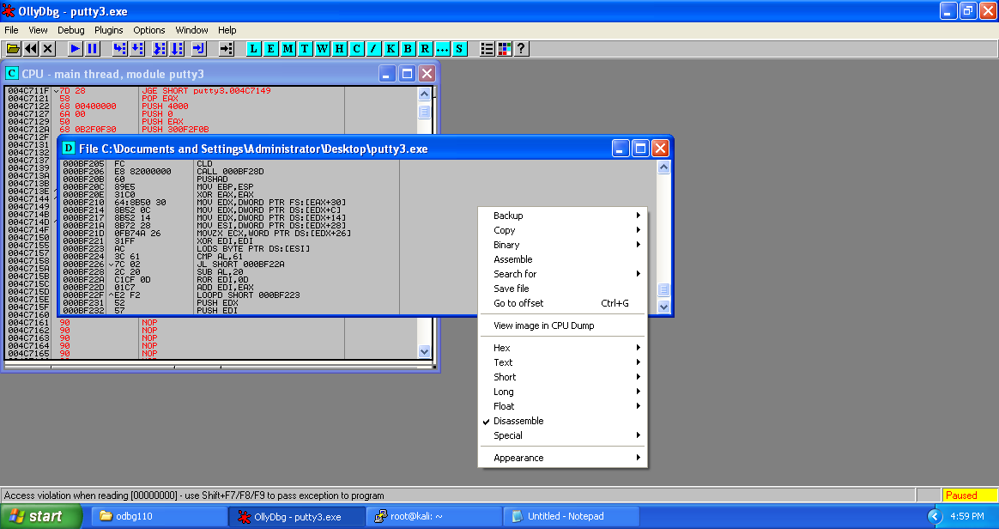 OllyDbg - putty3.exe
File View Debug Plugins Options Window Help
L E M T W H C / K B R ... S ?
C CPU - main thread, module putty3
004C711F 7D 28 JGE SHORT putty3.004C7149
004C7121 58 POP EAX
004C7122 68 00400000 PUSH 4000
004C7127 6A 00 PUSH 0
004C7129 50 PUSH EAX
004C712A 68 0B2F0F30 PUSH 300F2F0B
004C712F
004C7131
004C7132
004C7137
004C7139
004C713A
004C713B
004C713E
004C7144
004C7149
004C714B
004C714D
004C714F
004C7150
004C7155
004C7157
004C7158
004C715A
004C715B
004C715C
004C715D
004C715E
004C715F
004C7160
004C7161 90 NOP
004C7162 90 NOP
004C7163 90 NOP
004C7164 90 NOP
004C7165 90 NOP
D File C:\Documents and Settings\Administrator\Desktop\putty3.exe
000BF205 FC CLD
000BF206 E8 82000000 CALL 000BF28D
000BF20B 60 PUSHAD
000BF20C 89E5 MOV EBP,ESP
000BF20E 31C0 XOR EAX,EAX
000BF210 64:8B50 30 MOV EDX,DWORD PTR FS:[EAX+30]
000BF214 8B52 0C MOV EDX,DWORD PTR DS:[EDX+C]
000BF217 8B52 14 MOV EDX,DWORD PTR DS:[EDX+14]
000BF21A 8B72 28 MOV ESI,DWORD PTR DS:[EDX+28]
000BF21D 0FB74A 26 MOVZX ECX,WORD PTR DS:[EDX+26]
000BF221 31FF XOR EDI,EDI
000BF223 AC LODS BYTE PTR DS:[ESI]
000BF224 3C 61 CMP AL,61
000BF226 7C 02 JL SHORT 000BF22A
000BF228 2C 20 SUB AL,20
000BF22A C1CF 0D ROR EDI,0D
000BF22D 01C7 ADD EDI,EAX
000BF22F ^E2 F2 LOOPD SHORT 000BF223
000BF231 52 PUSH EDX
000BF232 57 PUSH EDI
Backup
Copy
Binary
Assemble
Search for
Save file
Go to offset Ctrl+G
View image in CPU Dump
Hex
Text
Short
Long
Float
Disassemble
Special
Appearance
Access violation when reading [00000000] - use Shift+F7/F8/F9 to pass exception to program
Paused
start odbg110 OllyDbg - putty3.exe root@kali: ~ Untitled - Notepad 4:59 PM